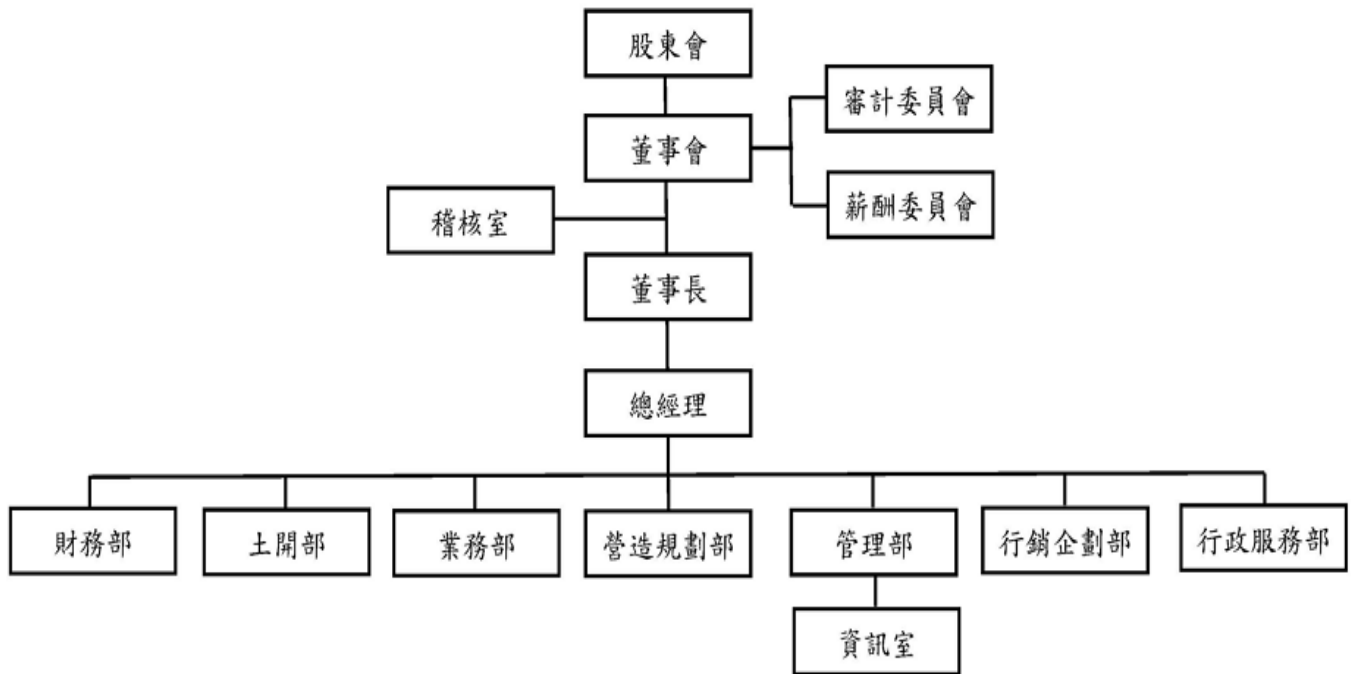 股東會
審計委員會
董事會
薪酬委員會
稽核室
董事長
總經理
財務部
土開部
業務部
營造規劃部
管理部
行銷企劃部
行政服務部
資訊室